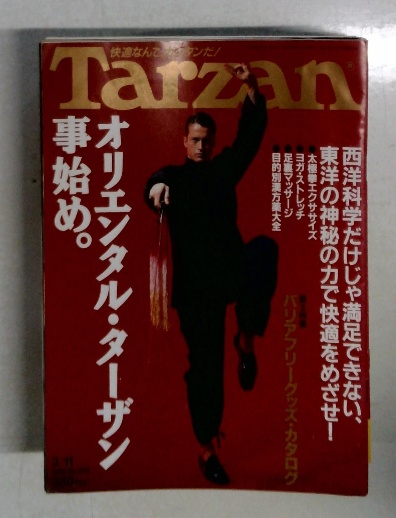 快適なんてカンタンだ!
Tarzan
西洋科学だけじゃ満足できない、
東洋の神秘の力で快適をめざせ!
●太極拳エクササイズ
●ヨガ・ストレッチ
●足裏マッサージ
●目的別漢方薬大全
オリエンタル・ターザン
事始め。
バリアフリーグッズ・カタログ